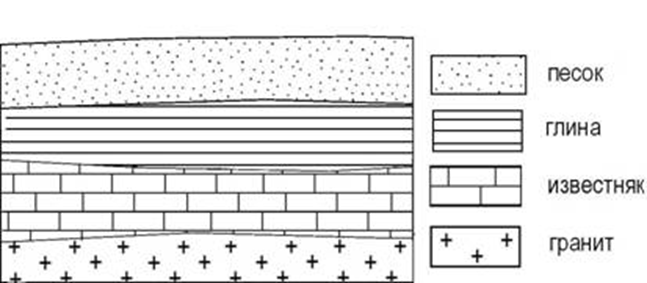 песок
глина
известняк
гранит